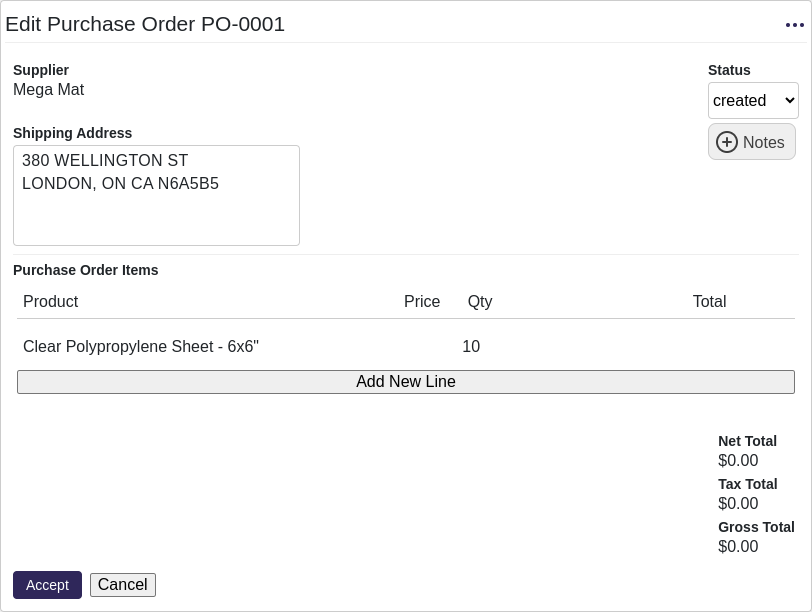 Edit Purchase Order PO-0001
Supplier
Mega Mat
Status
created
Notes
Shipping Address
380 WELLINGTON ST
LONDON, ON CA N6A5B5
Purchase Order Items
Product Price Qty Total
Clear Polypropylene Sheet - 6x6" 10
Add New Line
Net Total
$0.00
Tax Total
$0.00
Gross Total
$0.00
Accept Cancel